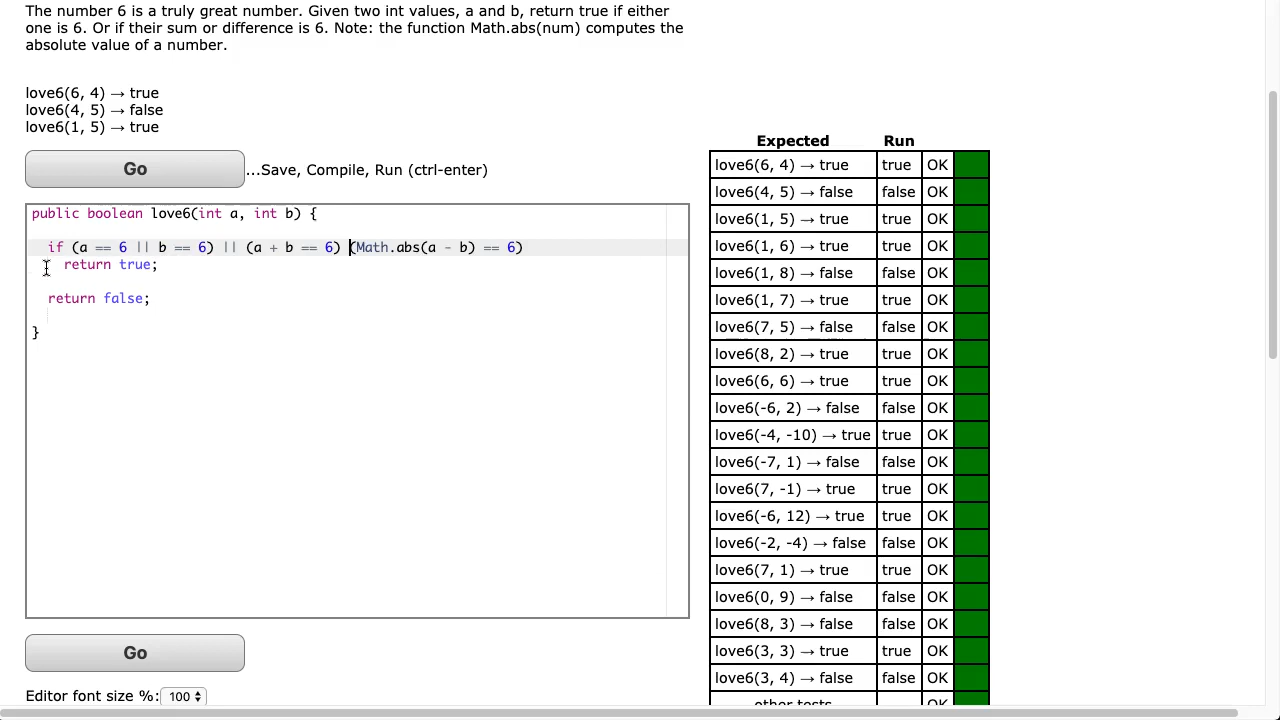 The number 6 is a truly great number. Given two int values, a and b, return true if either
one is 6. Or if their sum or difference is 6. Note: the function Math.abs(num) computes the
absolute value of a number.
love6(6, 4) → true
love6(4, 5) → false
love6(1, 5) → true
Go
...Save, Compile, Run (ctrl-enter)
public boolean love6(int a, int b) {
if (a == 6 || b == 6) || (a + b == 6) (Math.abs(a - b) == 6)
return true;
return false;
}
Go
Editor font size %: 100
Expected Run
love6(6, 4) → true true OK
love6(4, 5) → false false OK
love6(1, 5) → true true OK
love6(1, 6) → true true OK
love6(1, 8) → false false OK
love6(1, 7) → true true OK
love6(7, 5) → false false OK
love6(8, 2) → true true OK
love6(6, 6) → true true OK
love6(-6, 2) → false false OK
love6(-4, -10) → true true OK
love6(-7, 1) → false false OK
love6(7, -1) → true true OK
love6(-6, 12) → true true OK
love6(-2, -4) → false false OK
love6(7, 1) → true true OK
love6(0, 9) → false false OK
love6(8, 3) → false false OK
love6(3, 3) → true true OK
love6(3, 4) → false false OK
other tests OK